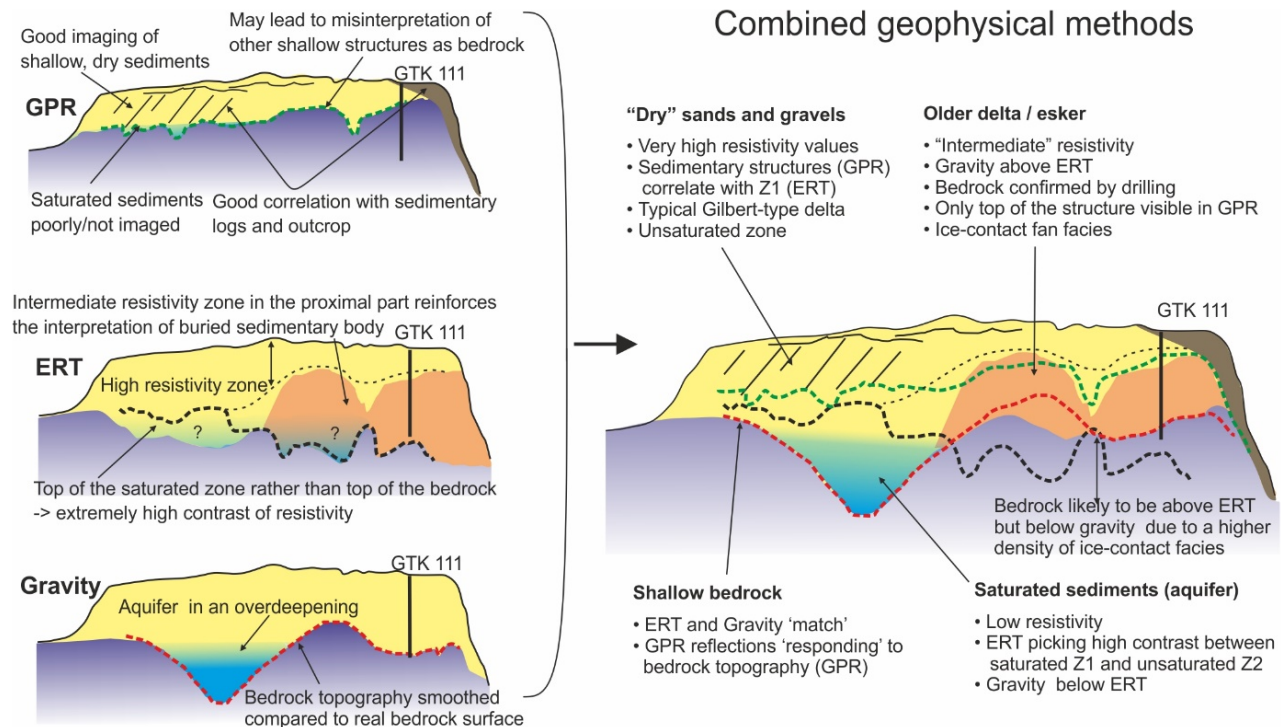 Combined geophysical methods
Good imaging of
shallow, dry sediments
May lead to misinterpretation of
other shallow structures as bedrock
GTK 111
GPR
Saturated sediments
poorly/not imaged
Good correlation with sedimentary
logs and outcrop
Intermediate resistivity zone in the proximal part reinforces
the interpretation of buried sedimentary body
GTK 111
ERT
High resistivity zone
?
?
Top of the saturated zone rather than top of the bedrock
-> extremely high contrast of resistivity
GTK 111
Gravity
Aquifer in an overdeepening
Bedrock topography smoothed
compared to real bedrock surface
“Dry” sands and gravels
• Very high resistivity values
• Sedimentary structures (GPR)
correlate with Z1 (ERT)
• Typical Gilbert-type delta
• Unsaturated zone
Older delta / esker
• “Intermediate” resistivity
• Gravity above ERT
• Bedrock confirmed by drilling
• Only top of the structure visible in GPR
• Ice-contact fan facies
GTK 111
Bedrock likely to be above ERT
but below gravity due to a higher
density of ice-contact facies
Shallow bedrock
• ERT and Gravity ‘match’
• GPR reflections ‘responding’ to
bedrock topography (GPR)
Saturated sediments (aquifer)
• Low resistivity
• ERT picking high contrast between
saturated Z1 and unsaturated Z2
• Gravity below ERT